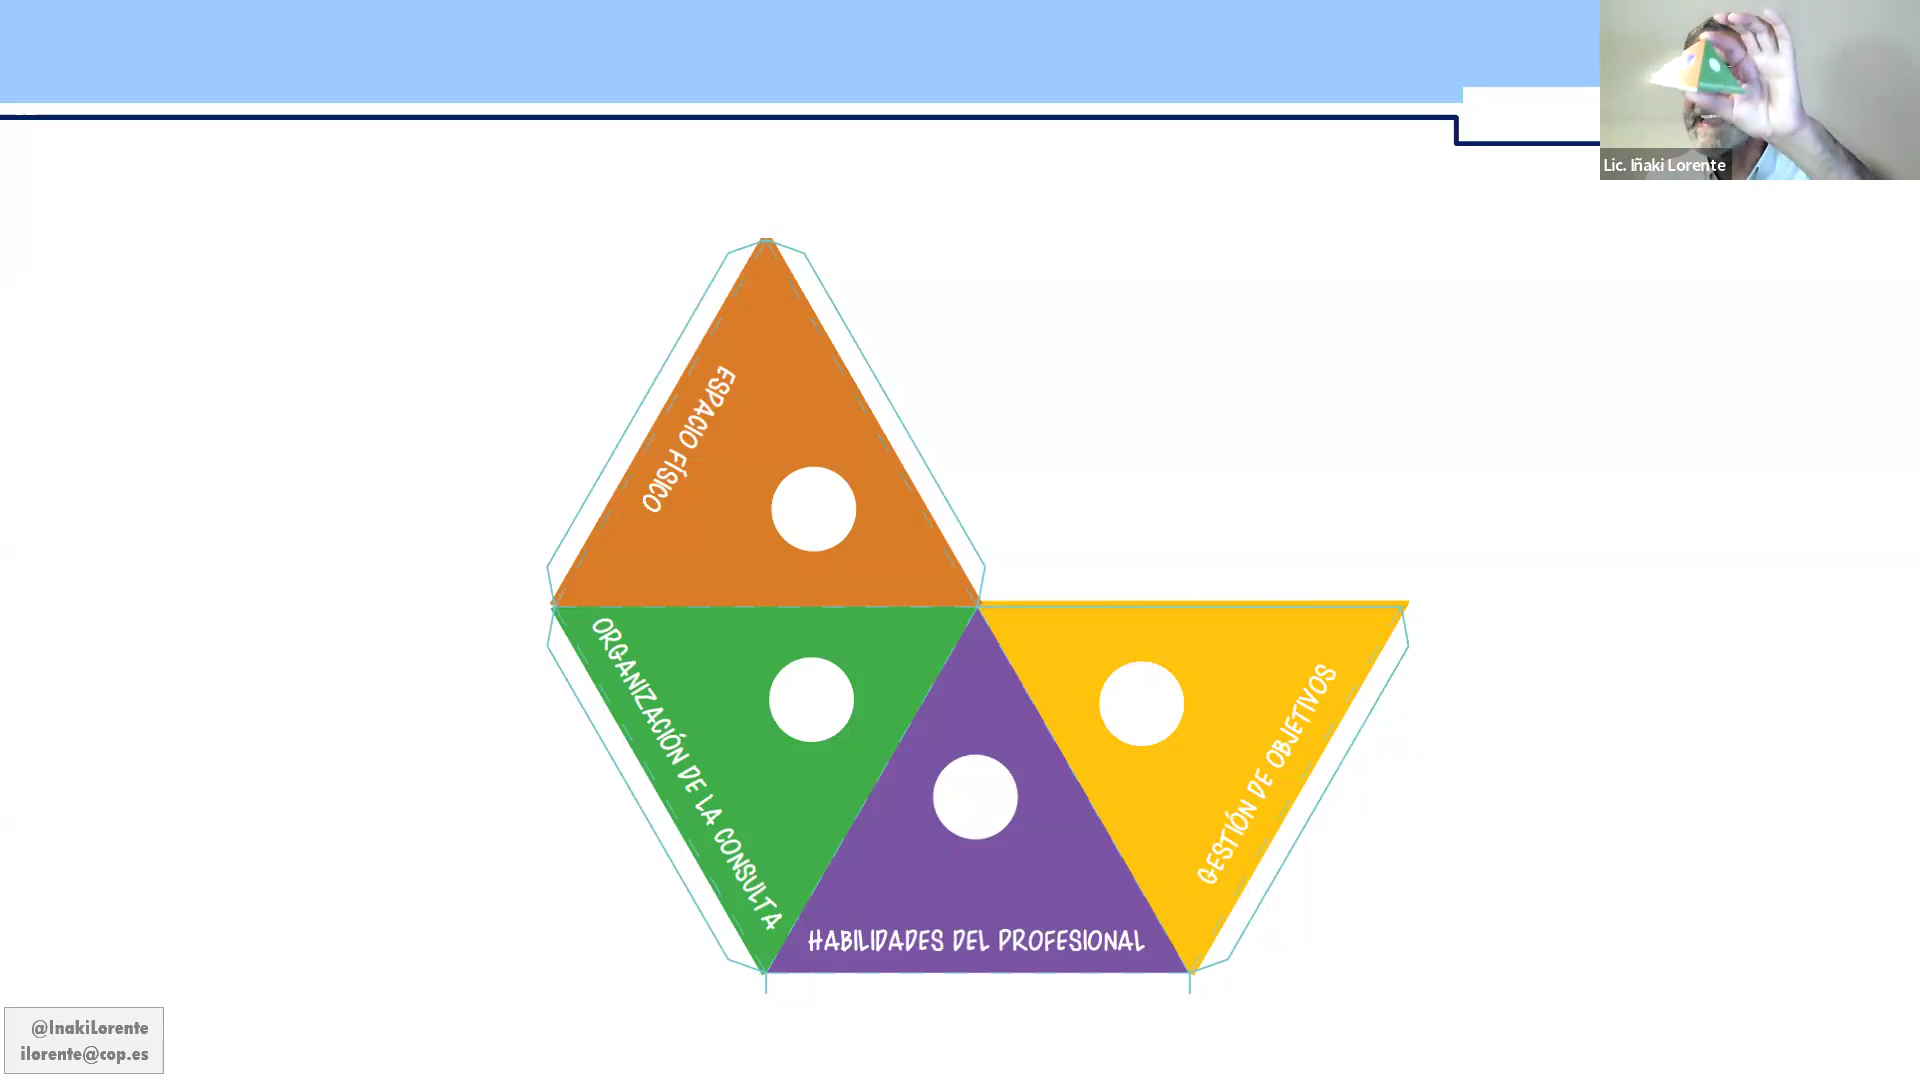 Lic. Iñaki Lorente
ESPACIO FÍSICO
ORGANIZACIÓN DE LA CONSULTA
HABILIDADES DEL PROFESIONAL
GESTIÓN DE OBJETIVOS
@InakiLorente
ilorente@cop.es